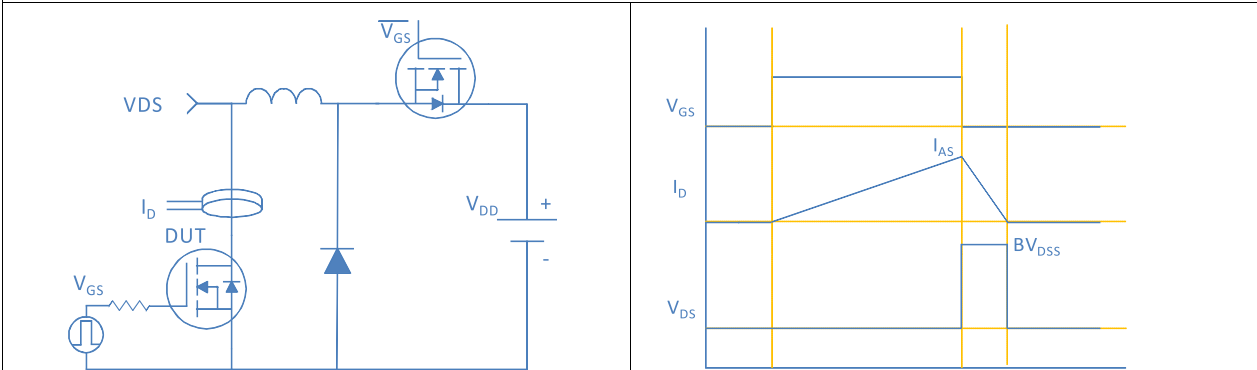 V̅GS
VDS
ID
DUT
VDD
+
-
VGS
VGS
IAS
ID
BVDSS
VDS